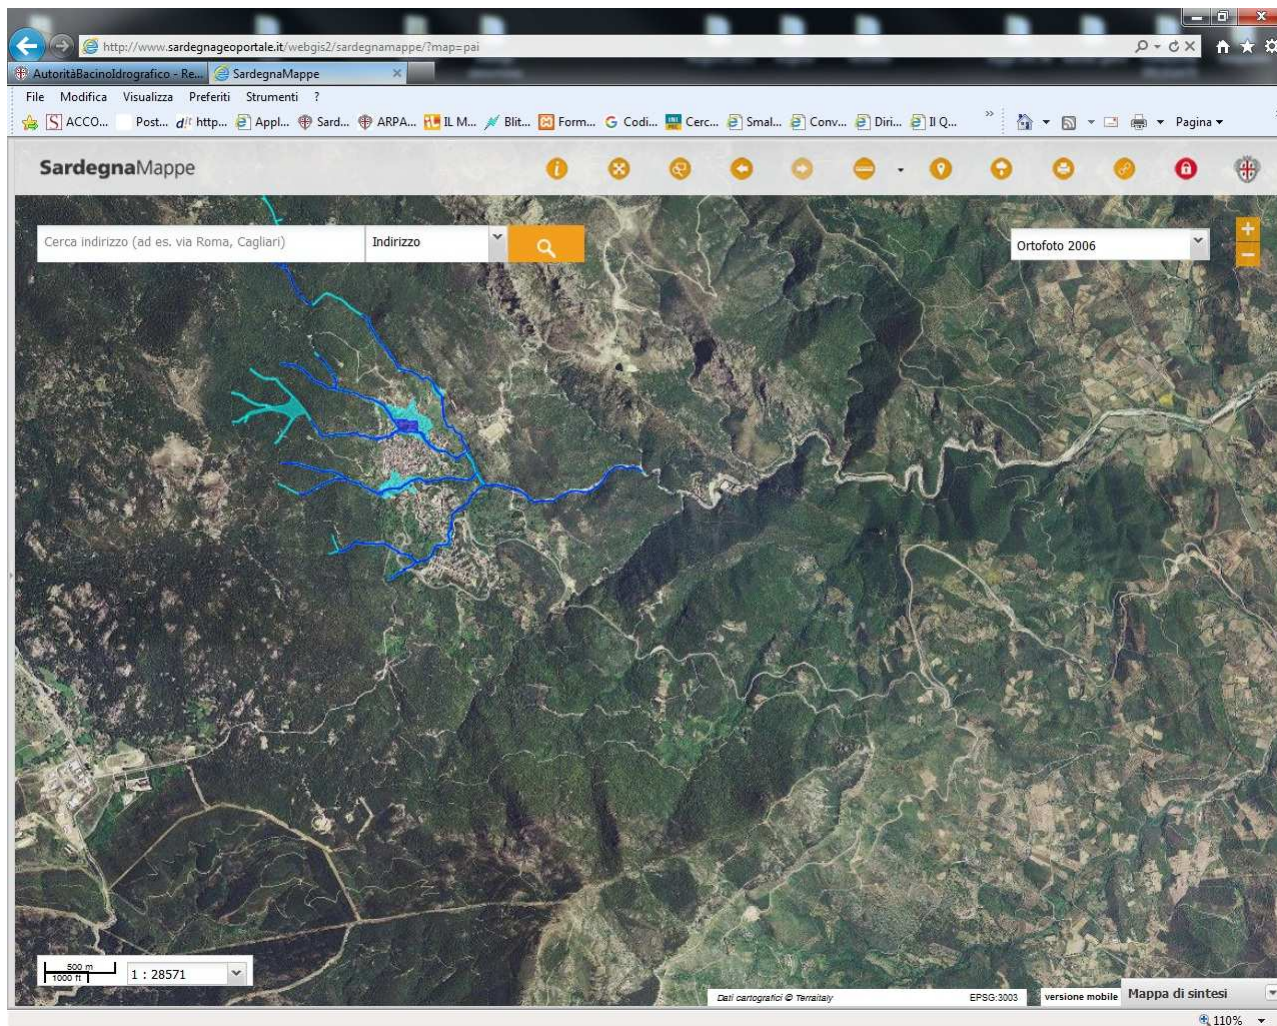 http://www.sardegnageoportale.it/webgis2/sardegnamappe/?map=pai
AutoritàBacinoIdrografico - Re... SardegnaMappe
File Modifica Visualizza Preferiti Strumenti ?
ACCO... Post... http... Appl... Sard... ARPA... IL M... Blit... Form... Codi... Cerc... Smal... Conv... Diri... Il Q... » Pagina
SardegnaMappe
Cerca indirizzo (ad es. via Roma, Cagliari) Indirizzo
Ortofoto 2006
+
−
500 m
1000 ft
1 : 28571
Dati cartografici © Terraitaly EPSG:3003 versione mobile Mappa di sintesi
110%